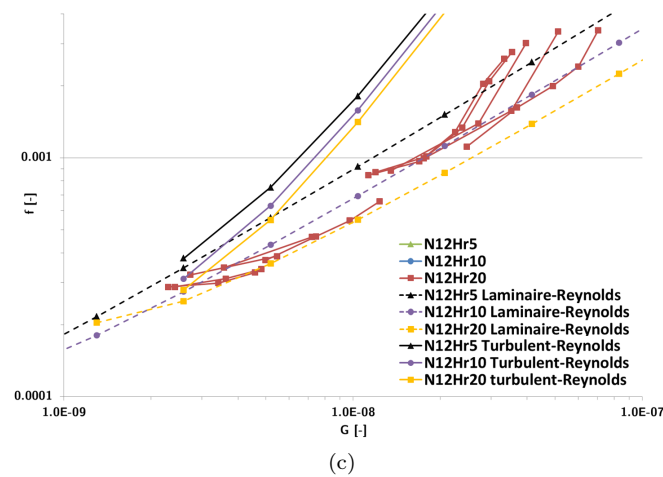 f [-]
0.001
0.0001
N12Hr5
N12Hr10
N12Hr20
N12Hr5 Laminaire-Reynolds
N12Hr10 Laminaire-Reynolds
N12Hr20 Laminaire-Reynolds
N12Hr5 Turbulent-Reynolds
N12Hr10 Turbulent-Reynolds
N12Hr20 turbulent-Reynolds
1.0E-09
1.0E-08
1.0E-07
G [-]
(c)